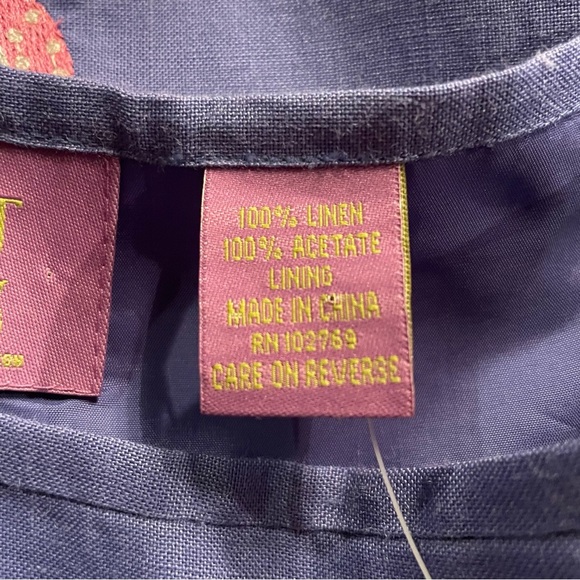 100% LINEN
100% ACETATE
LINING
MADE IN CHINA
RN 102769
CARE ON REVERSE